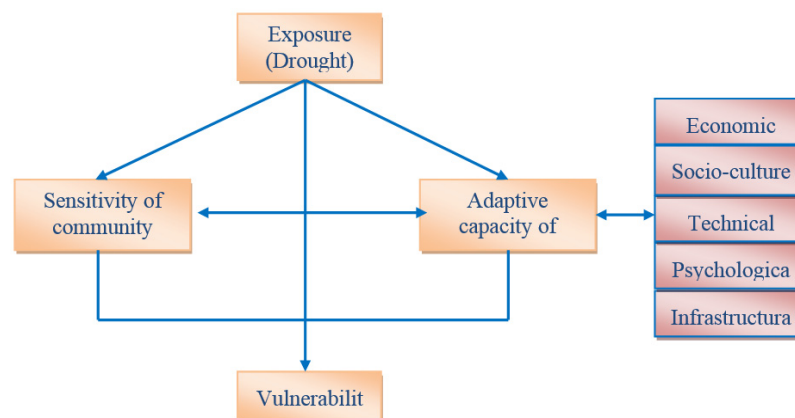 Exposure
(Drought)
Economic
Socio-culture
Sensitivity of
community
Adaptive
capacity of
Technical
Psychologica
Infrastructura
Vulnerabilit